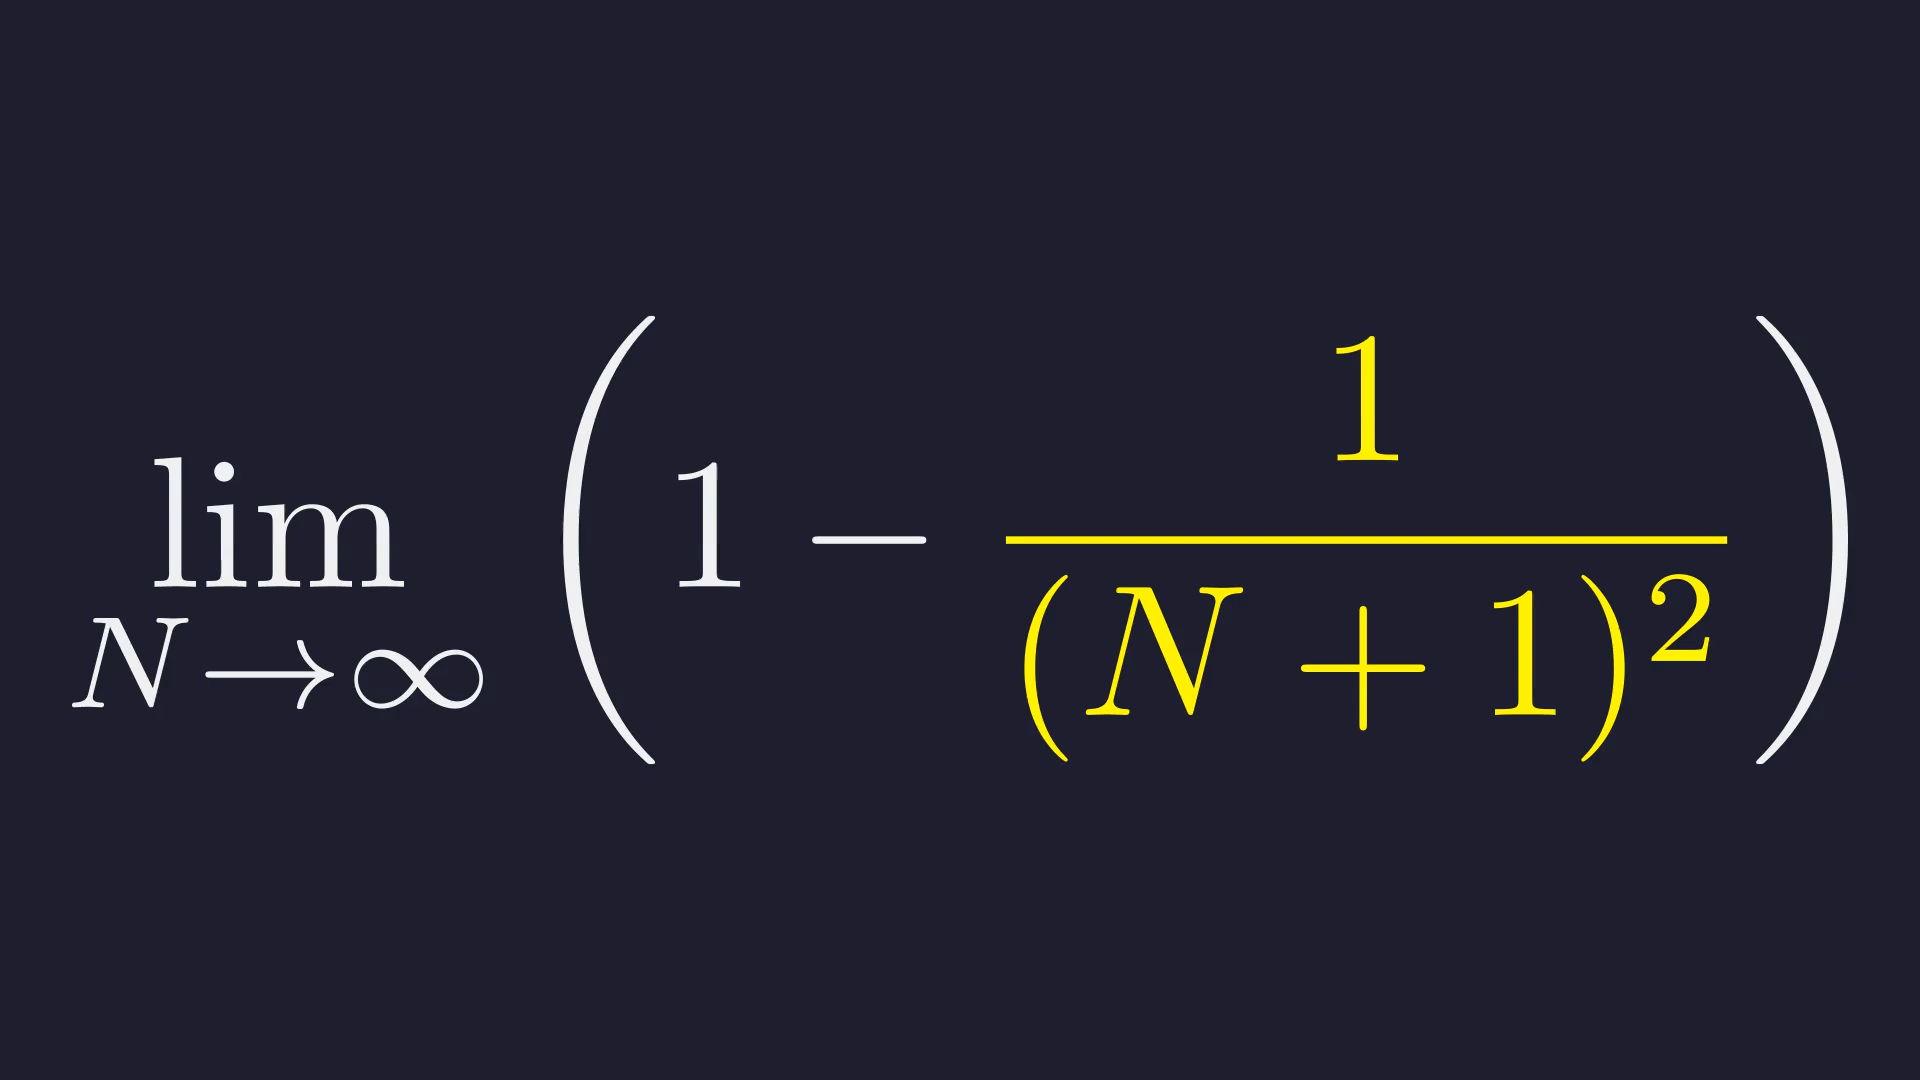 lim N→∞ (1 − 1/(N + 1)²)